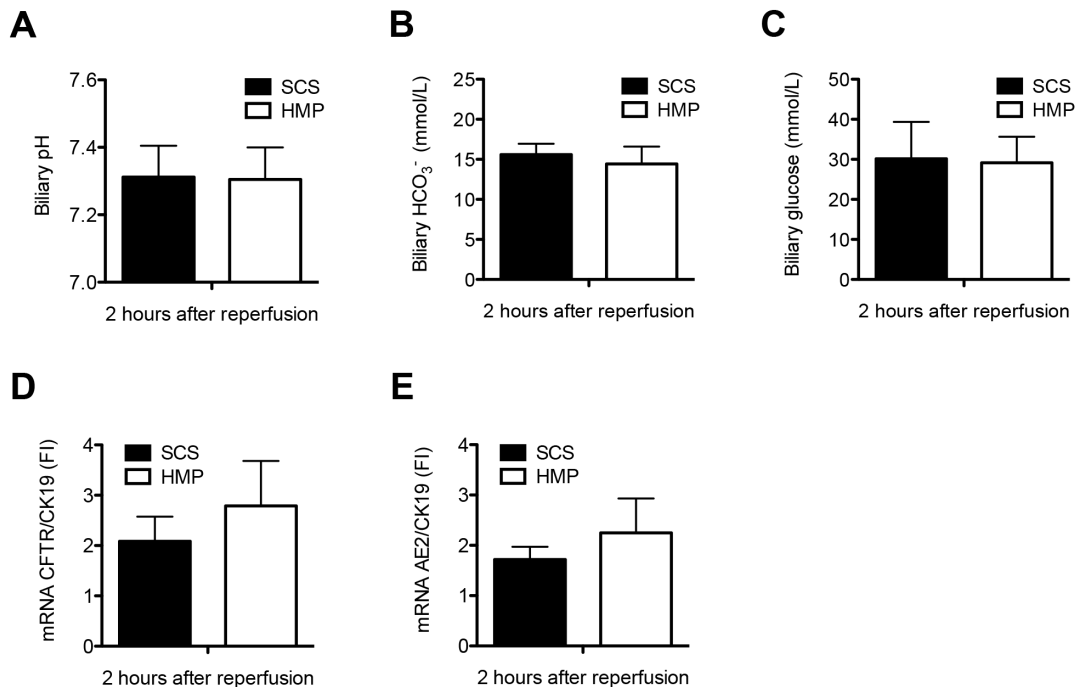 A
Biliary pH
7.6
7.4
7.2
7.0
SCS
HMP
2 hours after reperfusion
B
Biliary HCO₃⁻ (mmol/L)
25
20
15
10
5
0
SCS
HMP
2 hours after reperfusion
C
Biliary glucose (mmol/L)
50
40
30
20
10
0
SCS
HMP
2 hours after reperfusion
D
mRNA CFTR/CK19 (FI)
4
3
2
1
0
SCS
HMP
2 hours after reperfusion
E
mRNA AE2/CK19 (FI)
4
3
2
1
0
SCS
HMP
2 hours after reperfusion